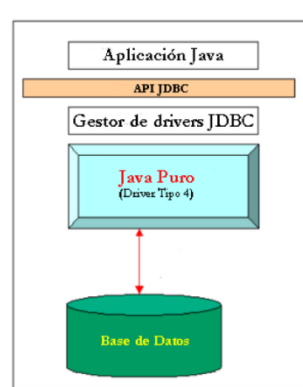 Aplicación Java
API JDBC
Gestor de drivers JDBC
Java Puro
(Driver Tipo 4)
Base de Datos